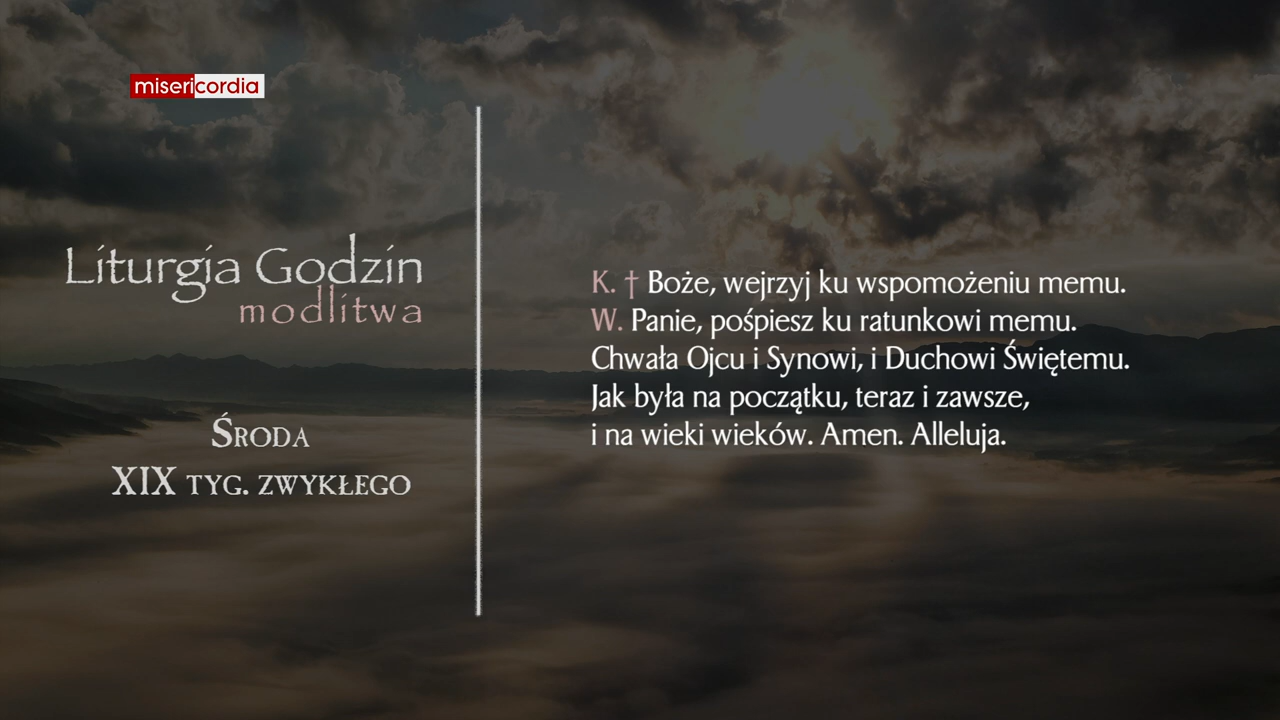 misericordia
Liturgia Godzin
modlitwa
Środa
XIX TYG. ZWYKŁEGO
K. † Boże, wejrzyj ku wspomożeniu memu.
W. Panie, pośpiesz ku ratunkowi memu.
Chwała Ojcu i Synowi, i Duchowi Świętemu.
Jak była na początku, teraz i zawsze,
i na wieki wieków. Amen. Alleluja.